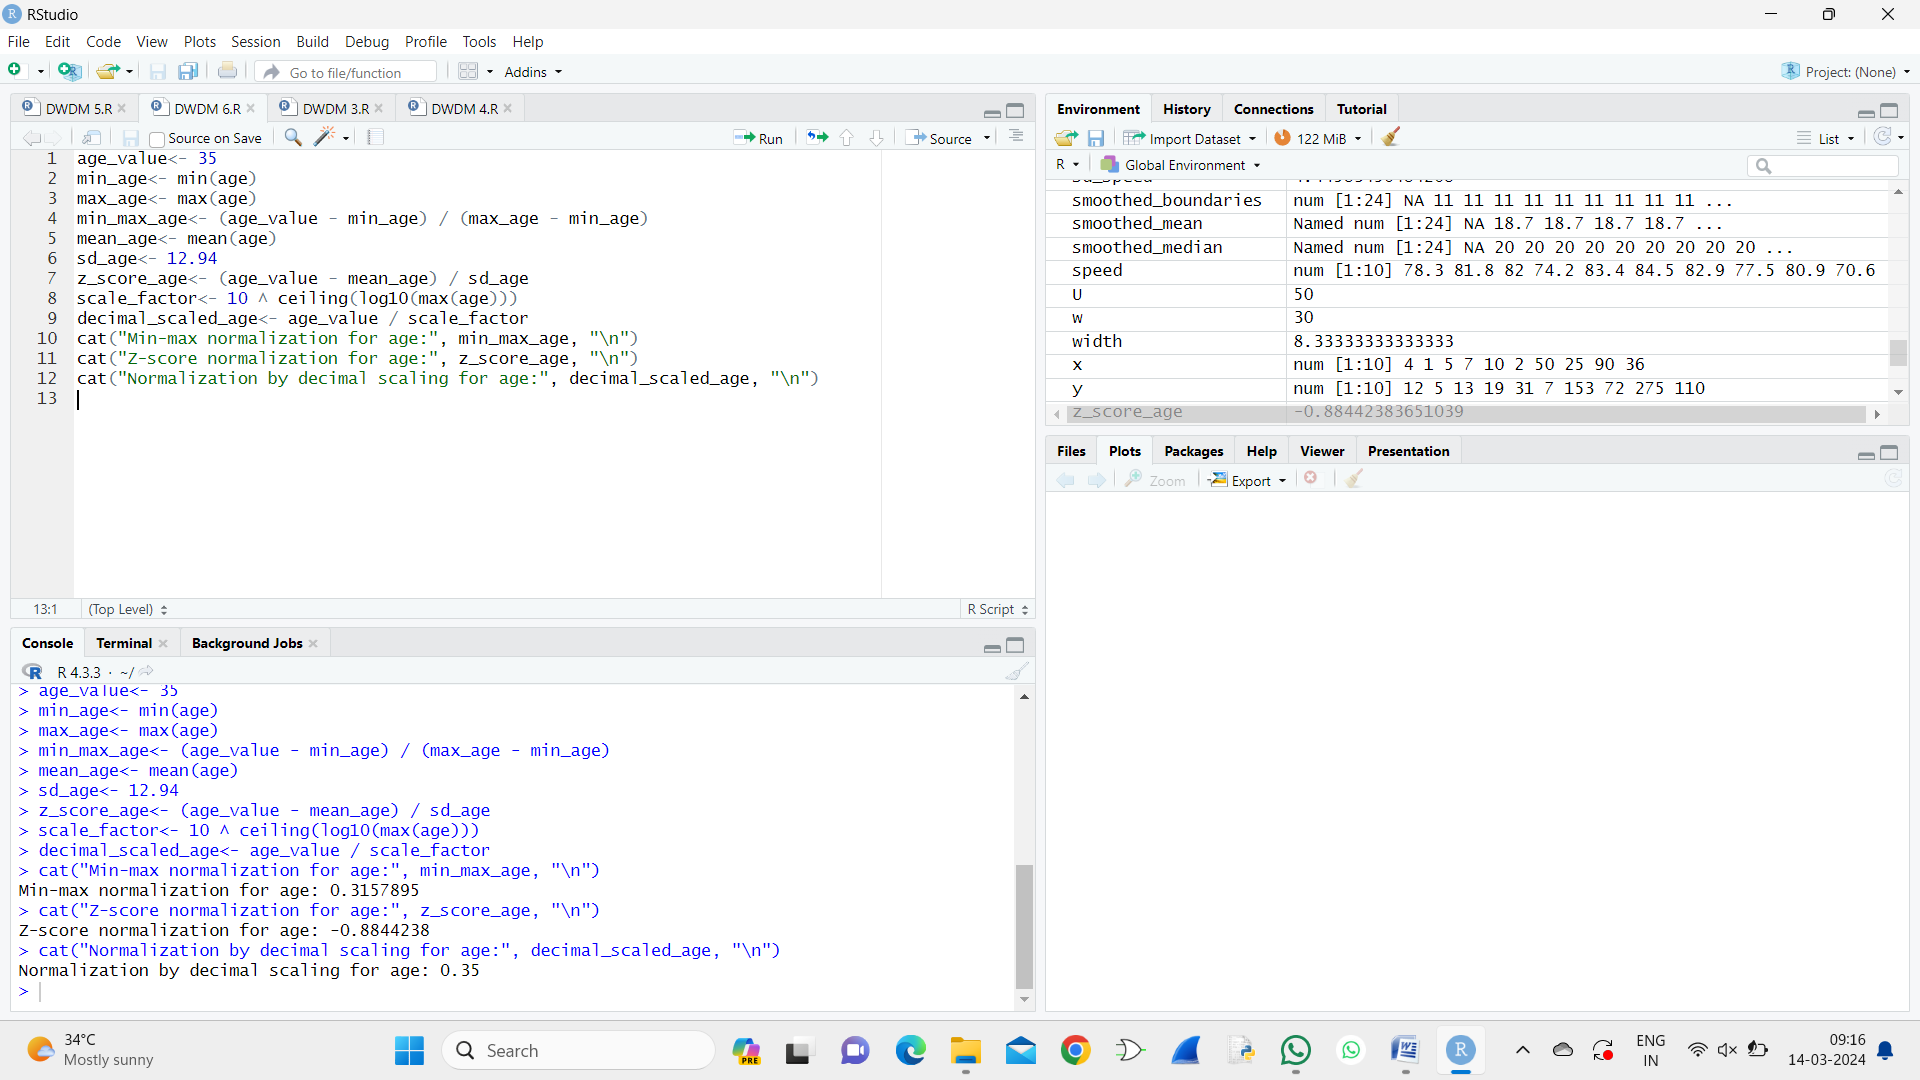 RStudio
File Edit Code View Plots Session Build Debug Profile Tools Help
Go to file/function Addins Project: (None)
DWDM 5.R DWDM 6.R DWDM 3.R DWDM 4.R
Source on Save Run Source
1 age_value<- 35
2 min_age<- min(age)
3 max_age<- max(age)
4 min_max_age<- (age_value - min_age) / (max_age - min_age)
5 mean_age<- mean(age)
6 sd_age<- 12.94
7 z_score_age<- (age_value - mean_age) / sd_age
8 scale_factor<- 10 ^ ceiling(log10(max(age)))
9 decimal_scaled_age<- age_value / scale_factor
10 cat("Min-max normalization for age:", min_max_age, "\n")
11 cat("Z-score normalization for age:", z_score_age, "\n")
12 cat("Normalization by decimal scaling for age:", decimal_scaled_age, "\n")
13
13:1 (Top Level) R Script
Console Terminal Background Jobs
R 4.3.3 · ~/
> age_value<- 35
> min_age<- min(age)
> max_age<- max(age)
> min_max_age<- (age_value - min_age) / (max_age - min_age)
> mean_age<- mean(age)
> sd_age<- 12.94
> z_score_age<- (age_value - mean_age) / sd_age
> scale_factor<- 10 ^ ceiling(log10(max(age)))
> decimal_scaled_age<- age_value / scale_factor
> cat("Min-max normalization for age:", min_max_age, "\n")
Min-max normalization for age: 0.3157895
> cat("Z-score normalization for age:", z_score_age, "\n")
Z-score normalization for age: -0.8844238
> cat("Normalization by decimal scaling for age:", decimal_scaled_age, "\n")
Normalization by decimal scaling for age: 0.35
>
Environment History Connections Tutorial
Import Dataset 122 MiB List
R Global Environment
smoothed_boundaries num [1:24] NA 11 11 11 11 11 11 11 11 11 ...
smoothed_mean Named num [1:24] NA 18.7 18.7 18.7 18.7 ...
smoothed_median Named num [1:24] NA 20 20 20 20 20 20 20 20 20 ...
speed num [1:10] 78.3 81.8 82 74.2 83.4 84.5 82.9 77.5 80.9 70.6
U 50
w 30
width 8.33333333333333
x num [1:10] 4 1 5 7 10 2 50 25 90 36
y num [1:10] 12 5 13 19 31 7 153 72 275 110
z_score_age -0.88442383651039
Files Plots Packages Help Viewer Presentation
Zoom Export
34°C
Mostly sunny
Search
PRE
ENG
IN
09:16
14-03-2024